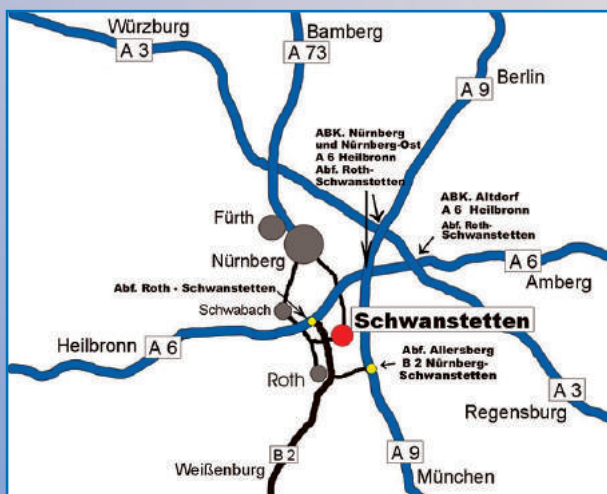 Würzburg
A 3
Bamberg
A 73
Berlin
A 9
ABK. Nürnberg
und Nürnberg-Ost
A 6 Heilbronn
Abf. Roth-
Schwanstetten
ABK. Altdorf
A 6 Heilbronn
Abf. Roth-
Schwanstetten
Fürth
Nürnberg
A 6
Amberg
Abf. Roth - Schwanstetten
Schwabach
Schwanstetten
Heilbronn
A 6
Abf. Allersberg
B 2 Nürnberg-
Schwanstetten
Roth
A 3
Regensburg
B 2
A 9
Weißenburg
München